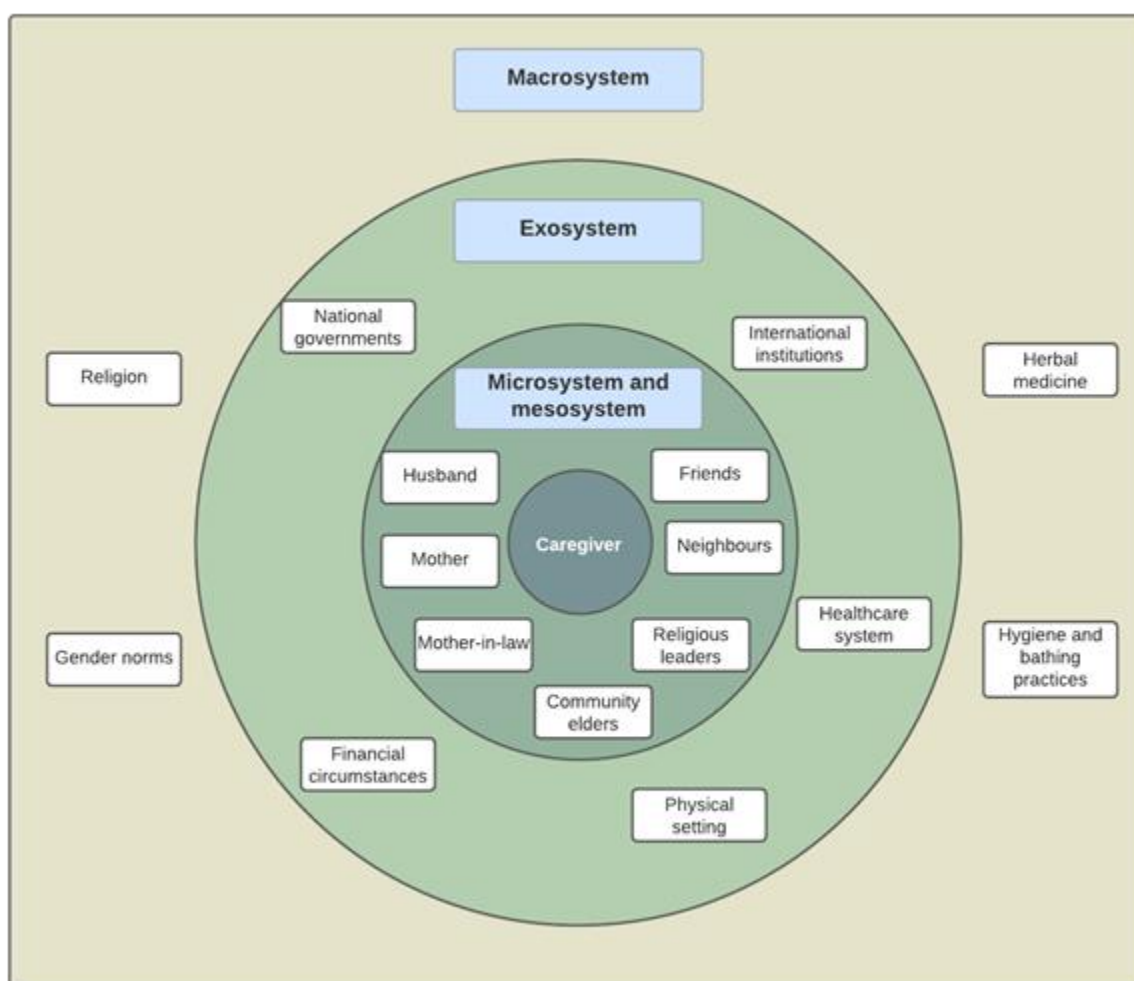 Macrosystem
Exosystem
National
governments
International
institutions
Religion
Herbal
medicine
Microsystem and
mesosystem
Husband
Friends
Caregiver
Mother
Neighbours
Mother-in-law
Religious
leaders
Healthcare
system
Gender norms
Hygiene and
bathing
practices
Community
elders
Financial
circumstances
Physical
setting